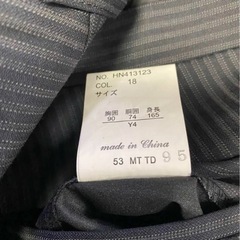 NO. HN413123
COL. 18
サイズ
胸囲 胴囲 身長
90 74 165
Y4
made in China
53 MT TD 95